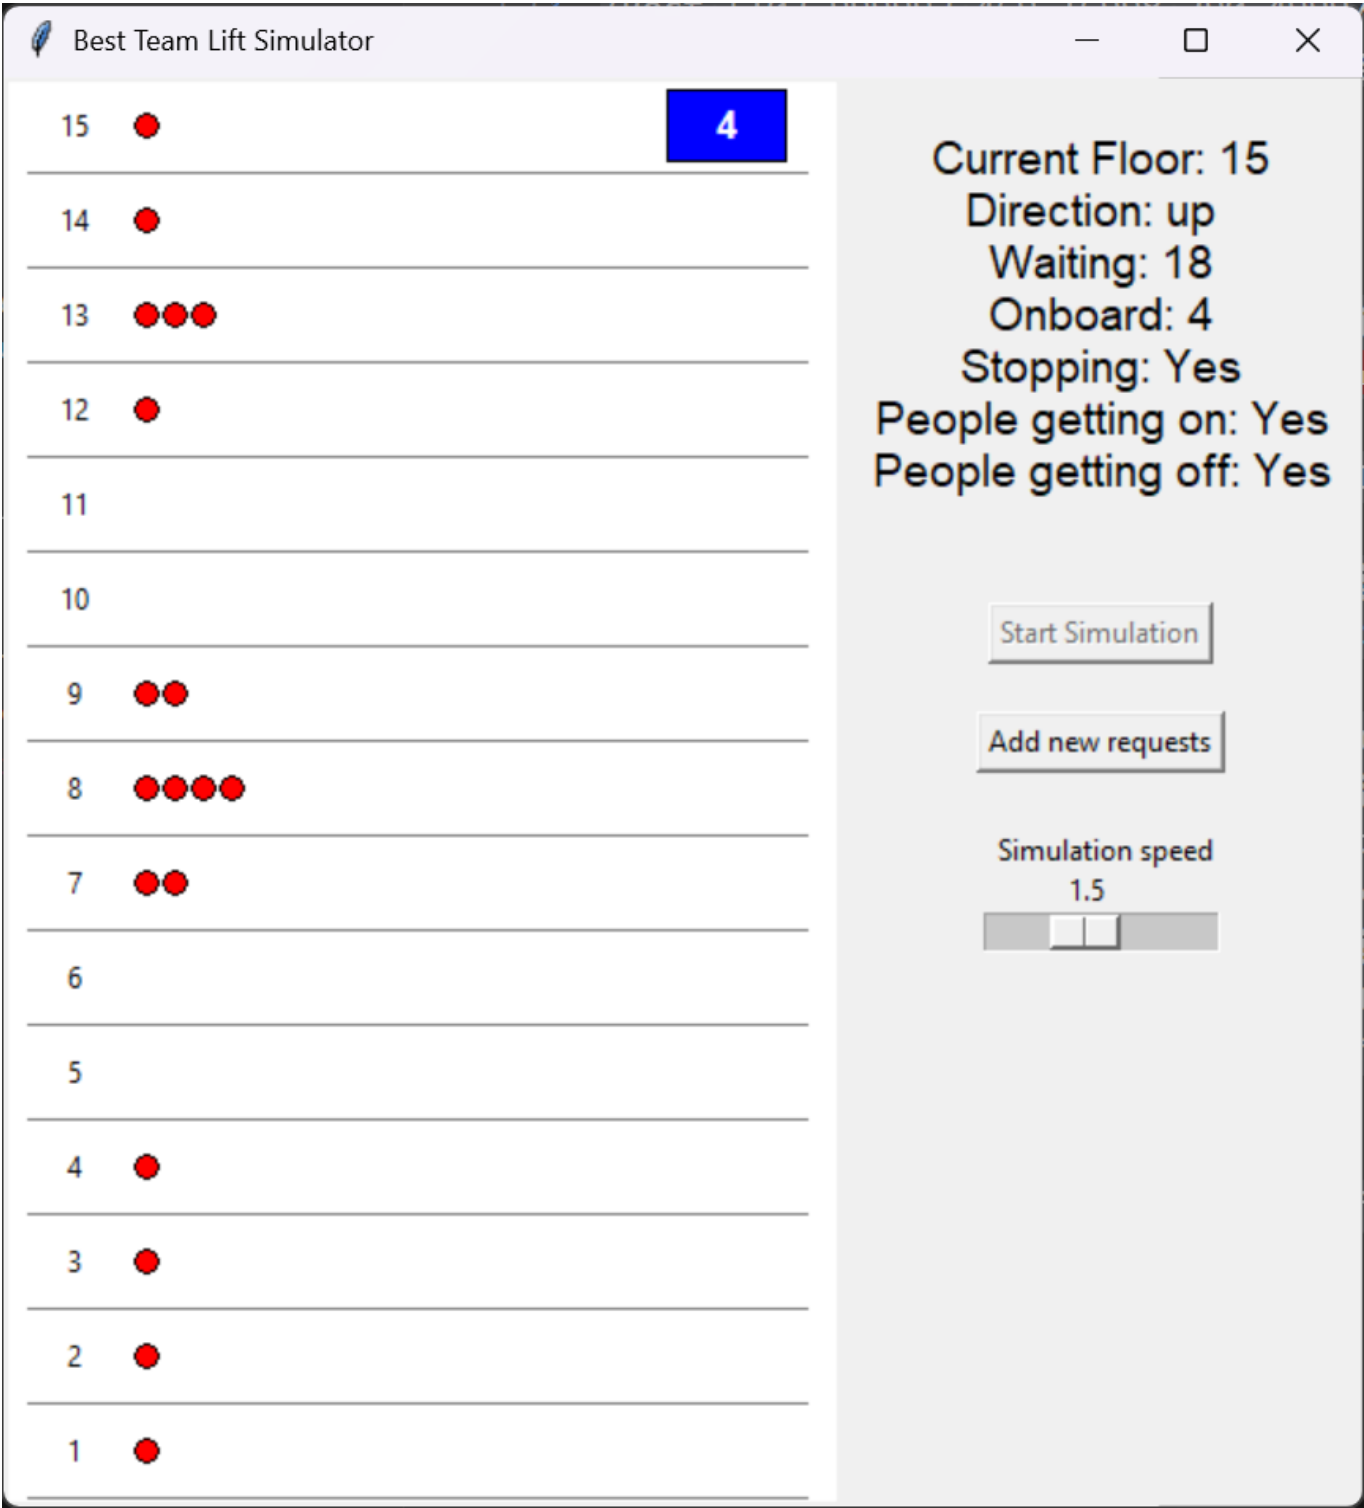 Best Team Lift Simulator
15
4
14
13
12
11
10
9
8
7
6
5
4
3
2
1
Current Floor: 15
Direction: up
Waiting: 18
Onboard: 4
Stopping: Yes
People getting on: Yes
People getting off: Yes
Start Simulation
Add new requests
Simulation speed
1.5